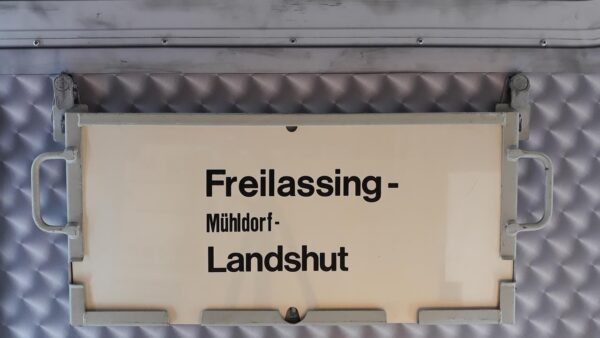 Freilassing -
Mühldorf -
Landshut